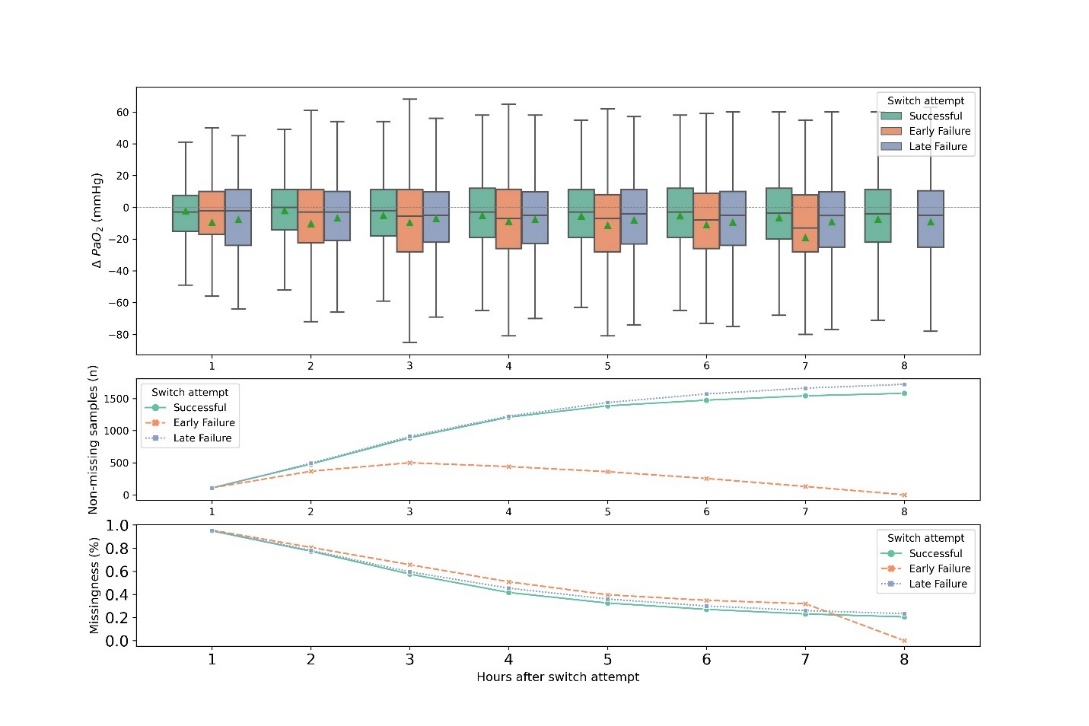 Switch attempt
Successful
Early Failure
Late Failure
60
40
20
0
−20
−40
−60
−80
Δ PaO2 (mmHg)
1 2 3 4 5 6 7 8
Switch attempt
Successful
Early Failure
Late Failure
1500
1000
500
0
Non-missing samples (n)
1 2 3 4 5 6 7 8
Switch attempt
Successful
Early Failure
Late Failure
1.0
0.8
0.6
0.4
0.2
0.0
Missingness (%)
1 2 3 4 5 6 7 8
Hours after switch attempt